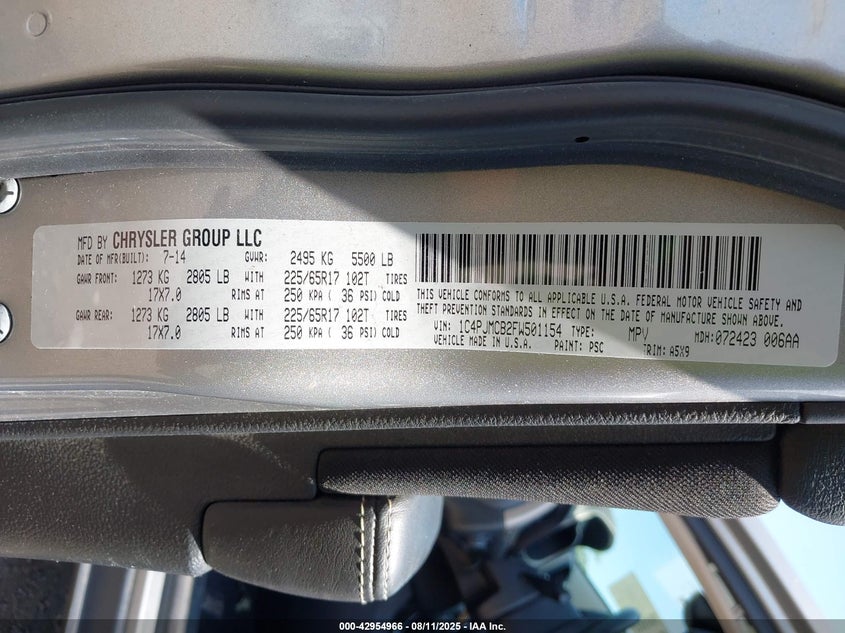 MFD BY CHRYSLER GROUP LLC
DATE OF MFR(BUILT): 7-14 GVWR: 2495 KG 5500 LB
GAWR FRONT: 1273 KG 2805 LB WITH 225/65R17 102T TIRES
17X7.0 RIMS AT 250 KPA ( 36 PSI) COLD
GAWR REAR: 1273 KG 2805 LB WITH 225/65R17 102T TIRES
17X7.0 RIMS AT 250 KPA ( 36 PSI) COLD
THIS VEHICLE CONFORMS TO ALL APPLICABLE U.S.A. FEDERAL MOTOR VEHICLE SAFETY AND
THEFT PREVENTION STANDARDS IN EFFECT ON THE DATE OF MANUFACTURE SHOWN ABOVE.
VIN: 1C4PJMCB2FW501154 TYPE: MPV MDH: 072423 006AA
VEHICLE MADE IN U.S.A. PAINT: PSC TRIM: A5X9
000-42954966 - 08/11/2025 - IAA Inc.